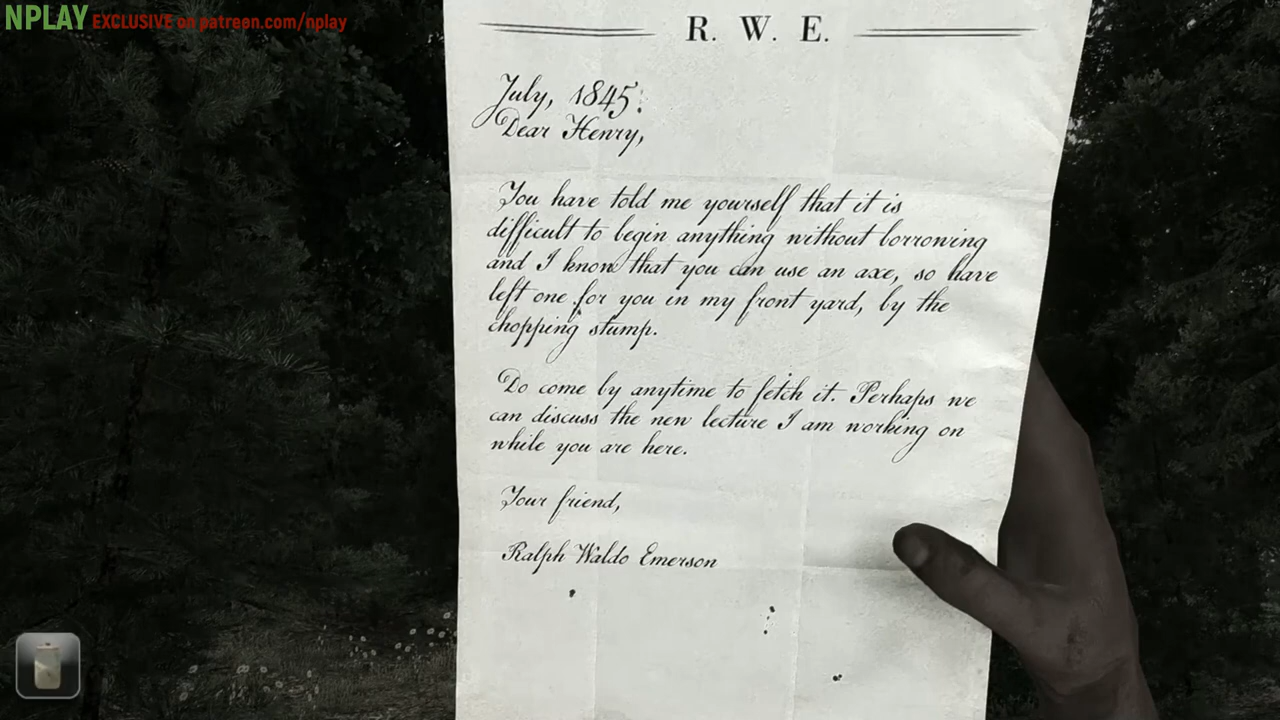 NPLAY EXCLUSIVE on patreen.com/nplay
R. W. E.
July, 1845.
Dear Henry,
You have told me yourself that it is
difficult to begin anything without borrowing
and I know that you can use an axe, so have
left one for you in my front yard, by the
chopping stump.
Do come by anytime to fetch it. Perhaps we
can discuss the new lecture I am working on
while you are here.
Your friend,
Ralph Waldo Emerson